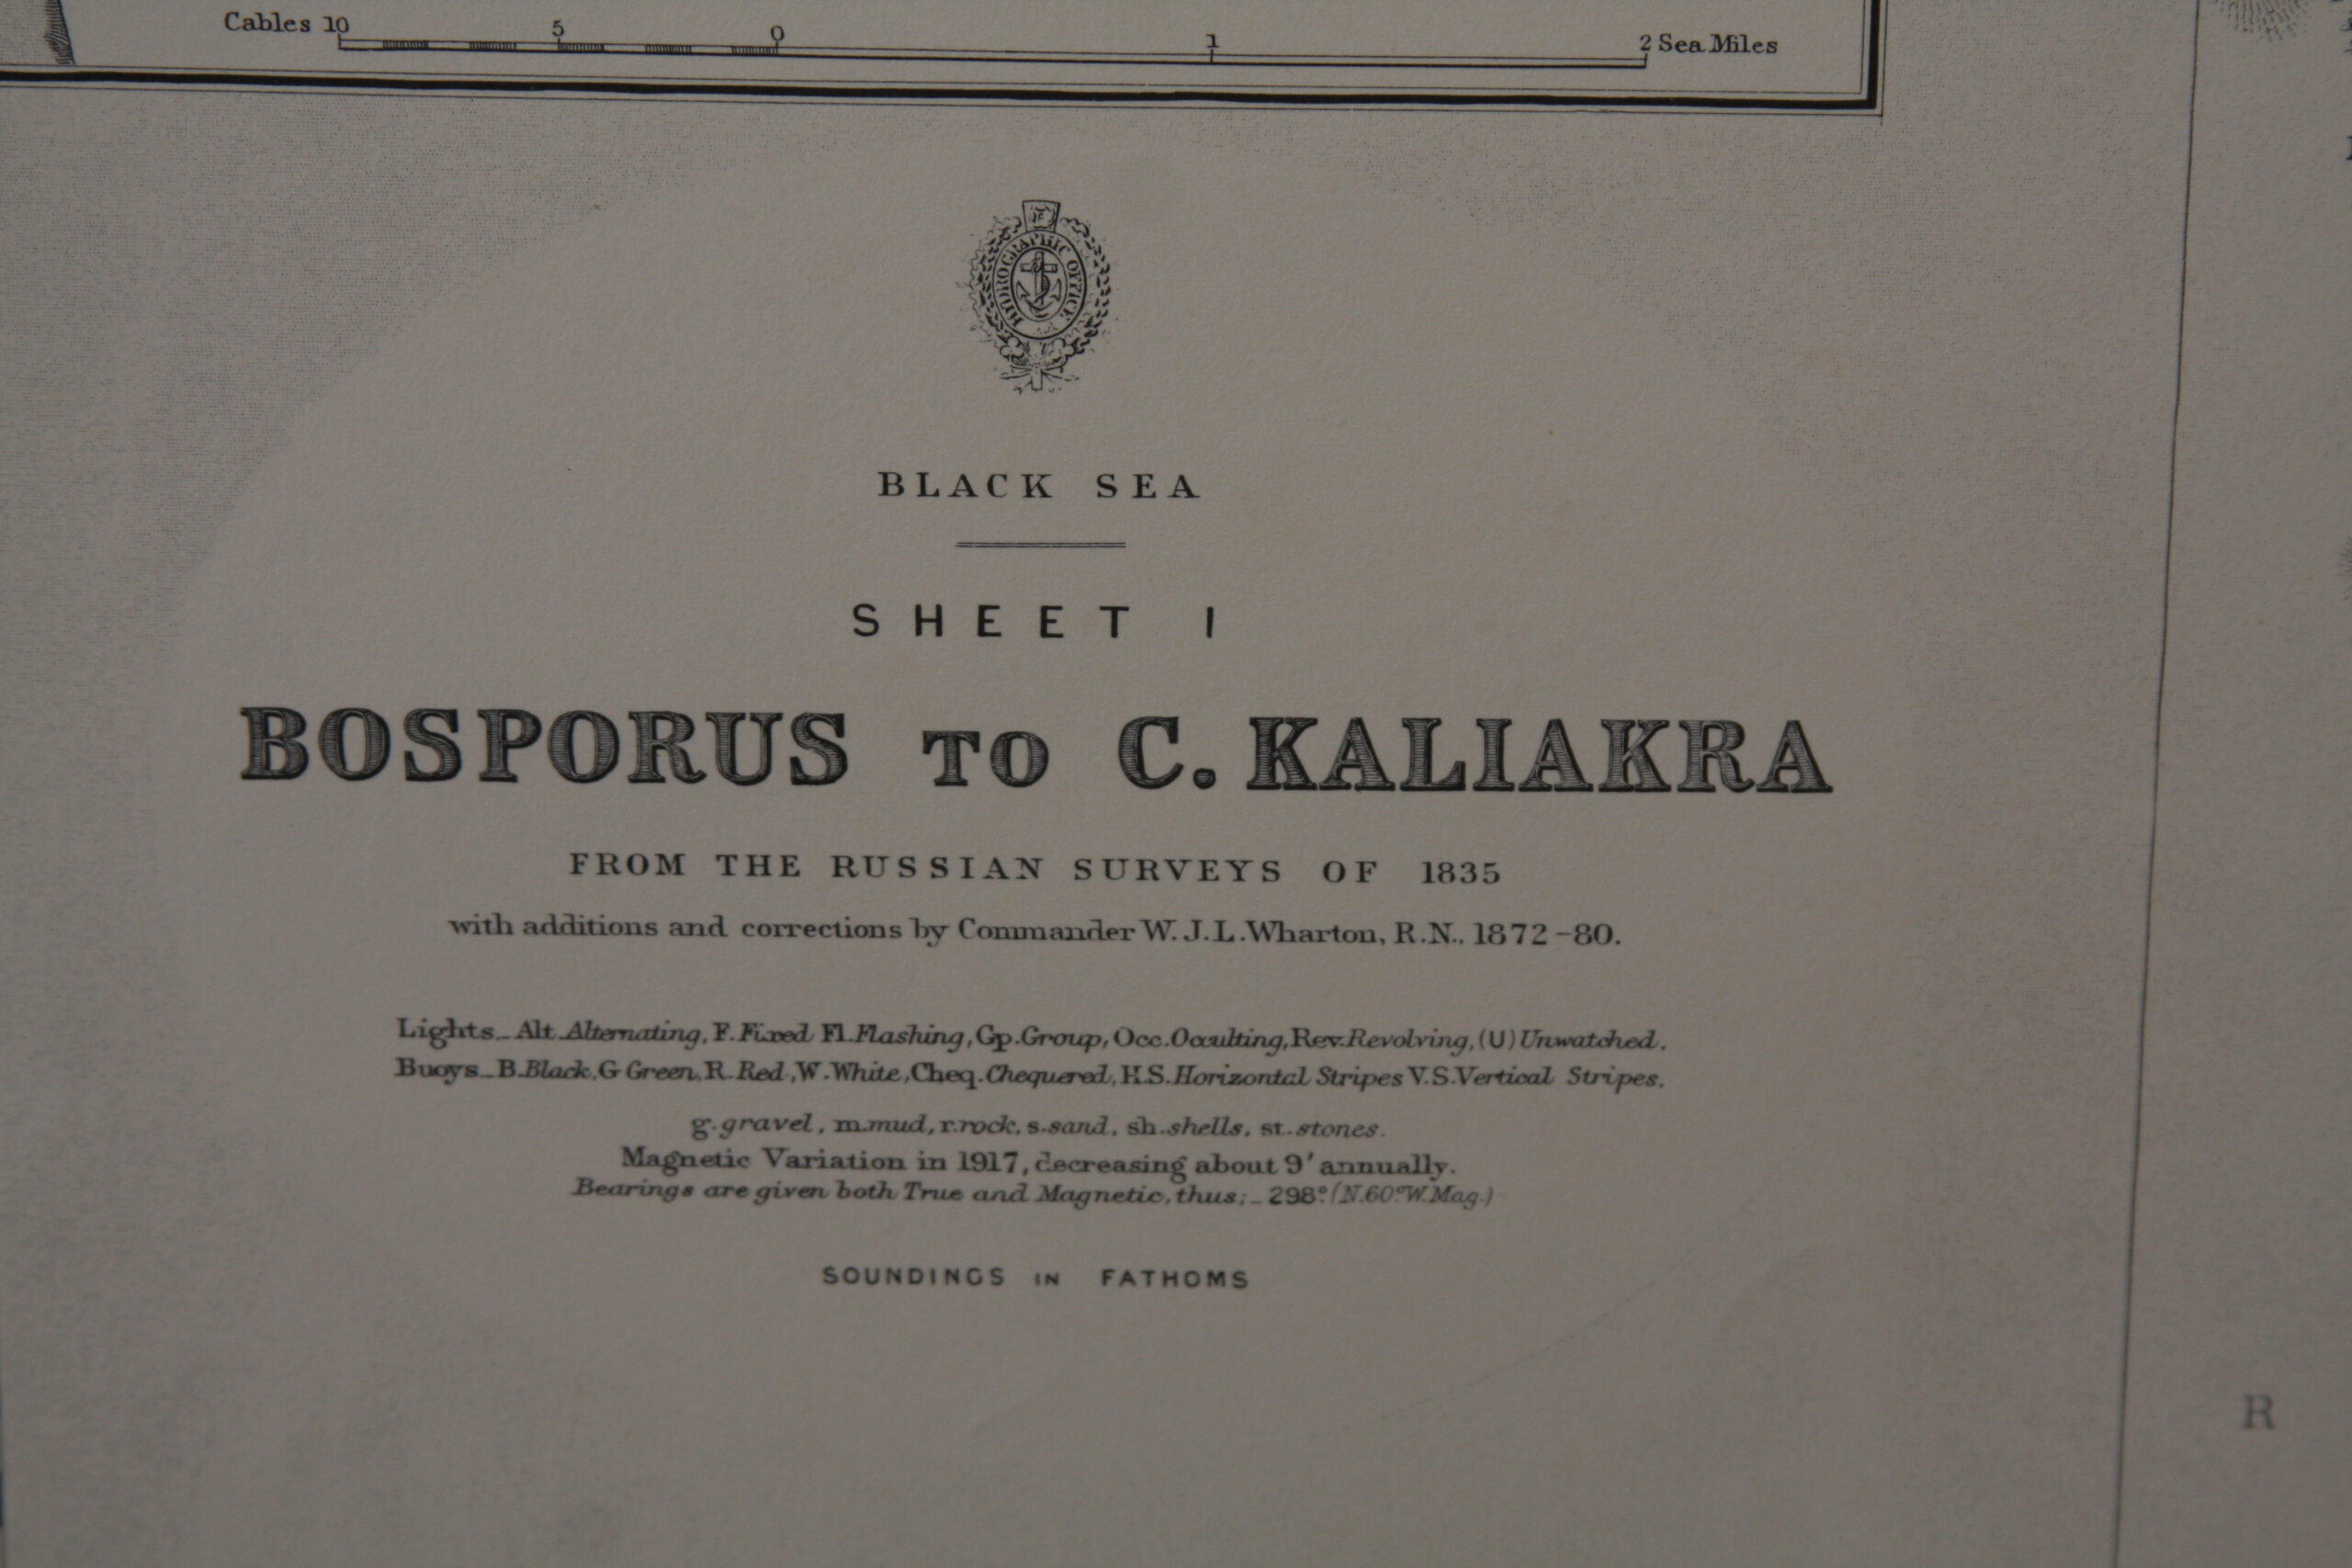 Cables 10 5 0 1 2 Sea Miles
HYDROGRAPHIC OFFICE
BLACK SEA
SHEET I
BOSPORUS TO C. KALIAKRA
FROM THE RUSSIAN SURVEYS OF 1835
with additions and corrections by Commander W. J. L. Wharton, R.N., 1872-80.
Lights_ Alt. Alternating, F. Fixed Fl. Flashing, Gp. Group, Occ. Occulting, Rev. Revolving, (U) Unwatched.
Buoys_ B. Black, G Green, R. Red, W. White, Cheq. Chequered, H.S. Horizontal Stripes V.S. Vertical Stripes.
g. gravel, m. mud, r. rock, s. sand, sh. shells, st. stones.
Magnetic Variation in 1917, decreasing about 9' annually.
Bearings are given both True and Magnetic, thus:_ 298° (N.60°W. Mag.)
SOUNDINGS IN FATHOMS
R